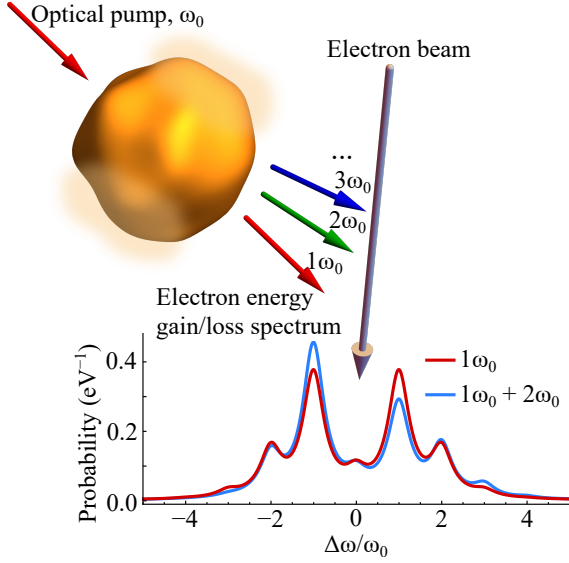 Optical pump, ω₀
Electron beam
...
3ω₀
2ω₀
1ω₀
Electron energy
gain/loss spectrum
1ω₀
1ω₀ + 2ω₀
Probability (eV⁻¹)
0.4
0.2
0.0
−4 −2 0 2 4
Δω/ω₀